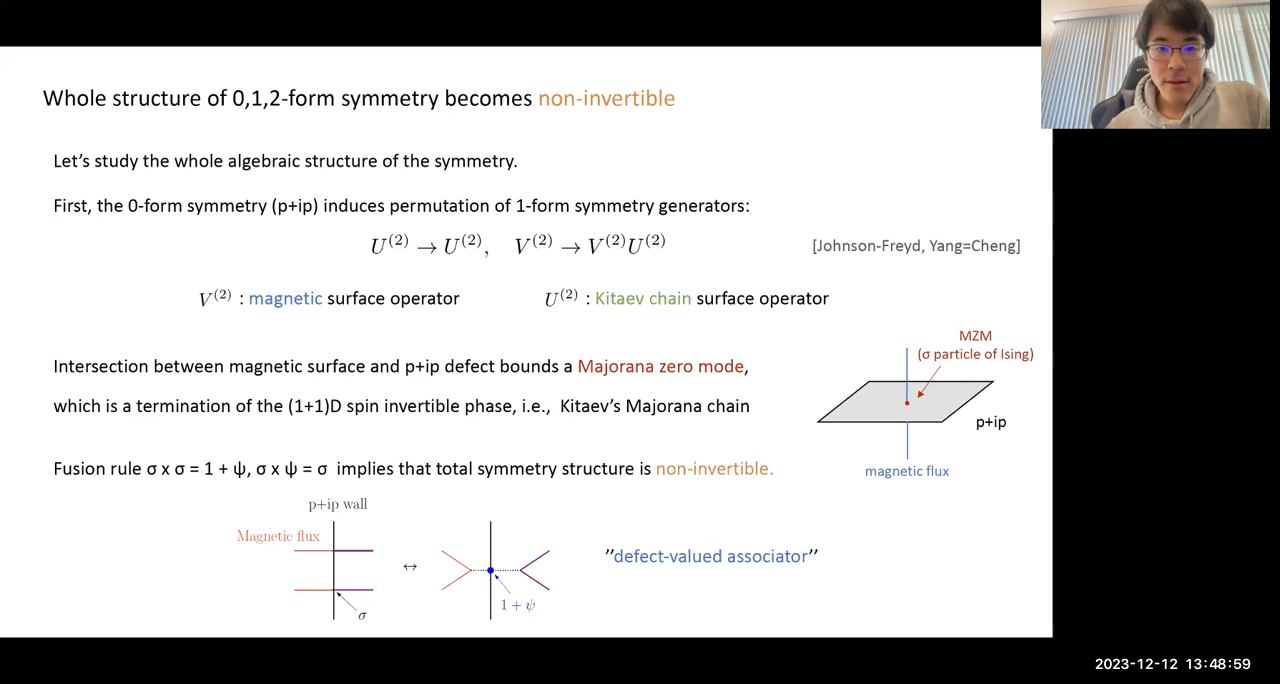 Whole structure of 0,1,2-form symmetry becomes non-invertible
Let's study the whole algebraic structure of the symmetry.
First, the 0-form symmetry (p+ip) induces permutation of 1-form symmetry generators:
U⁽²⁾ → U⁽²⁾, V⁽²⁾ → V⁽²⁾U⁽²⁾
[Johnson-Freyd, Yang=Cheng]
V⁽²⁾ : magnetic surface operator
U⁽²⁾ : Kitaev chain surface operator
MZM
(σ particle of Ising)
Intersection between magnetic surface and p+ip defect bounds a Majorana zero mode,
which is a termination of the (1+1)D spin invertible phase, i.e., Kitaev's Majorana chain
p+ip
magnetic flux
Fusion rule σ x σ = 1 + ψ, σ x ψ = σ implies that total symmetry structure is non-invertible.
p+ip wall
Magnetic flux
↔
σ
1 + ψ
"defect-valued associator"
2023-12-12 13:48:59